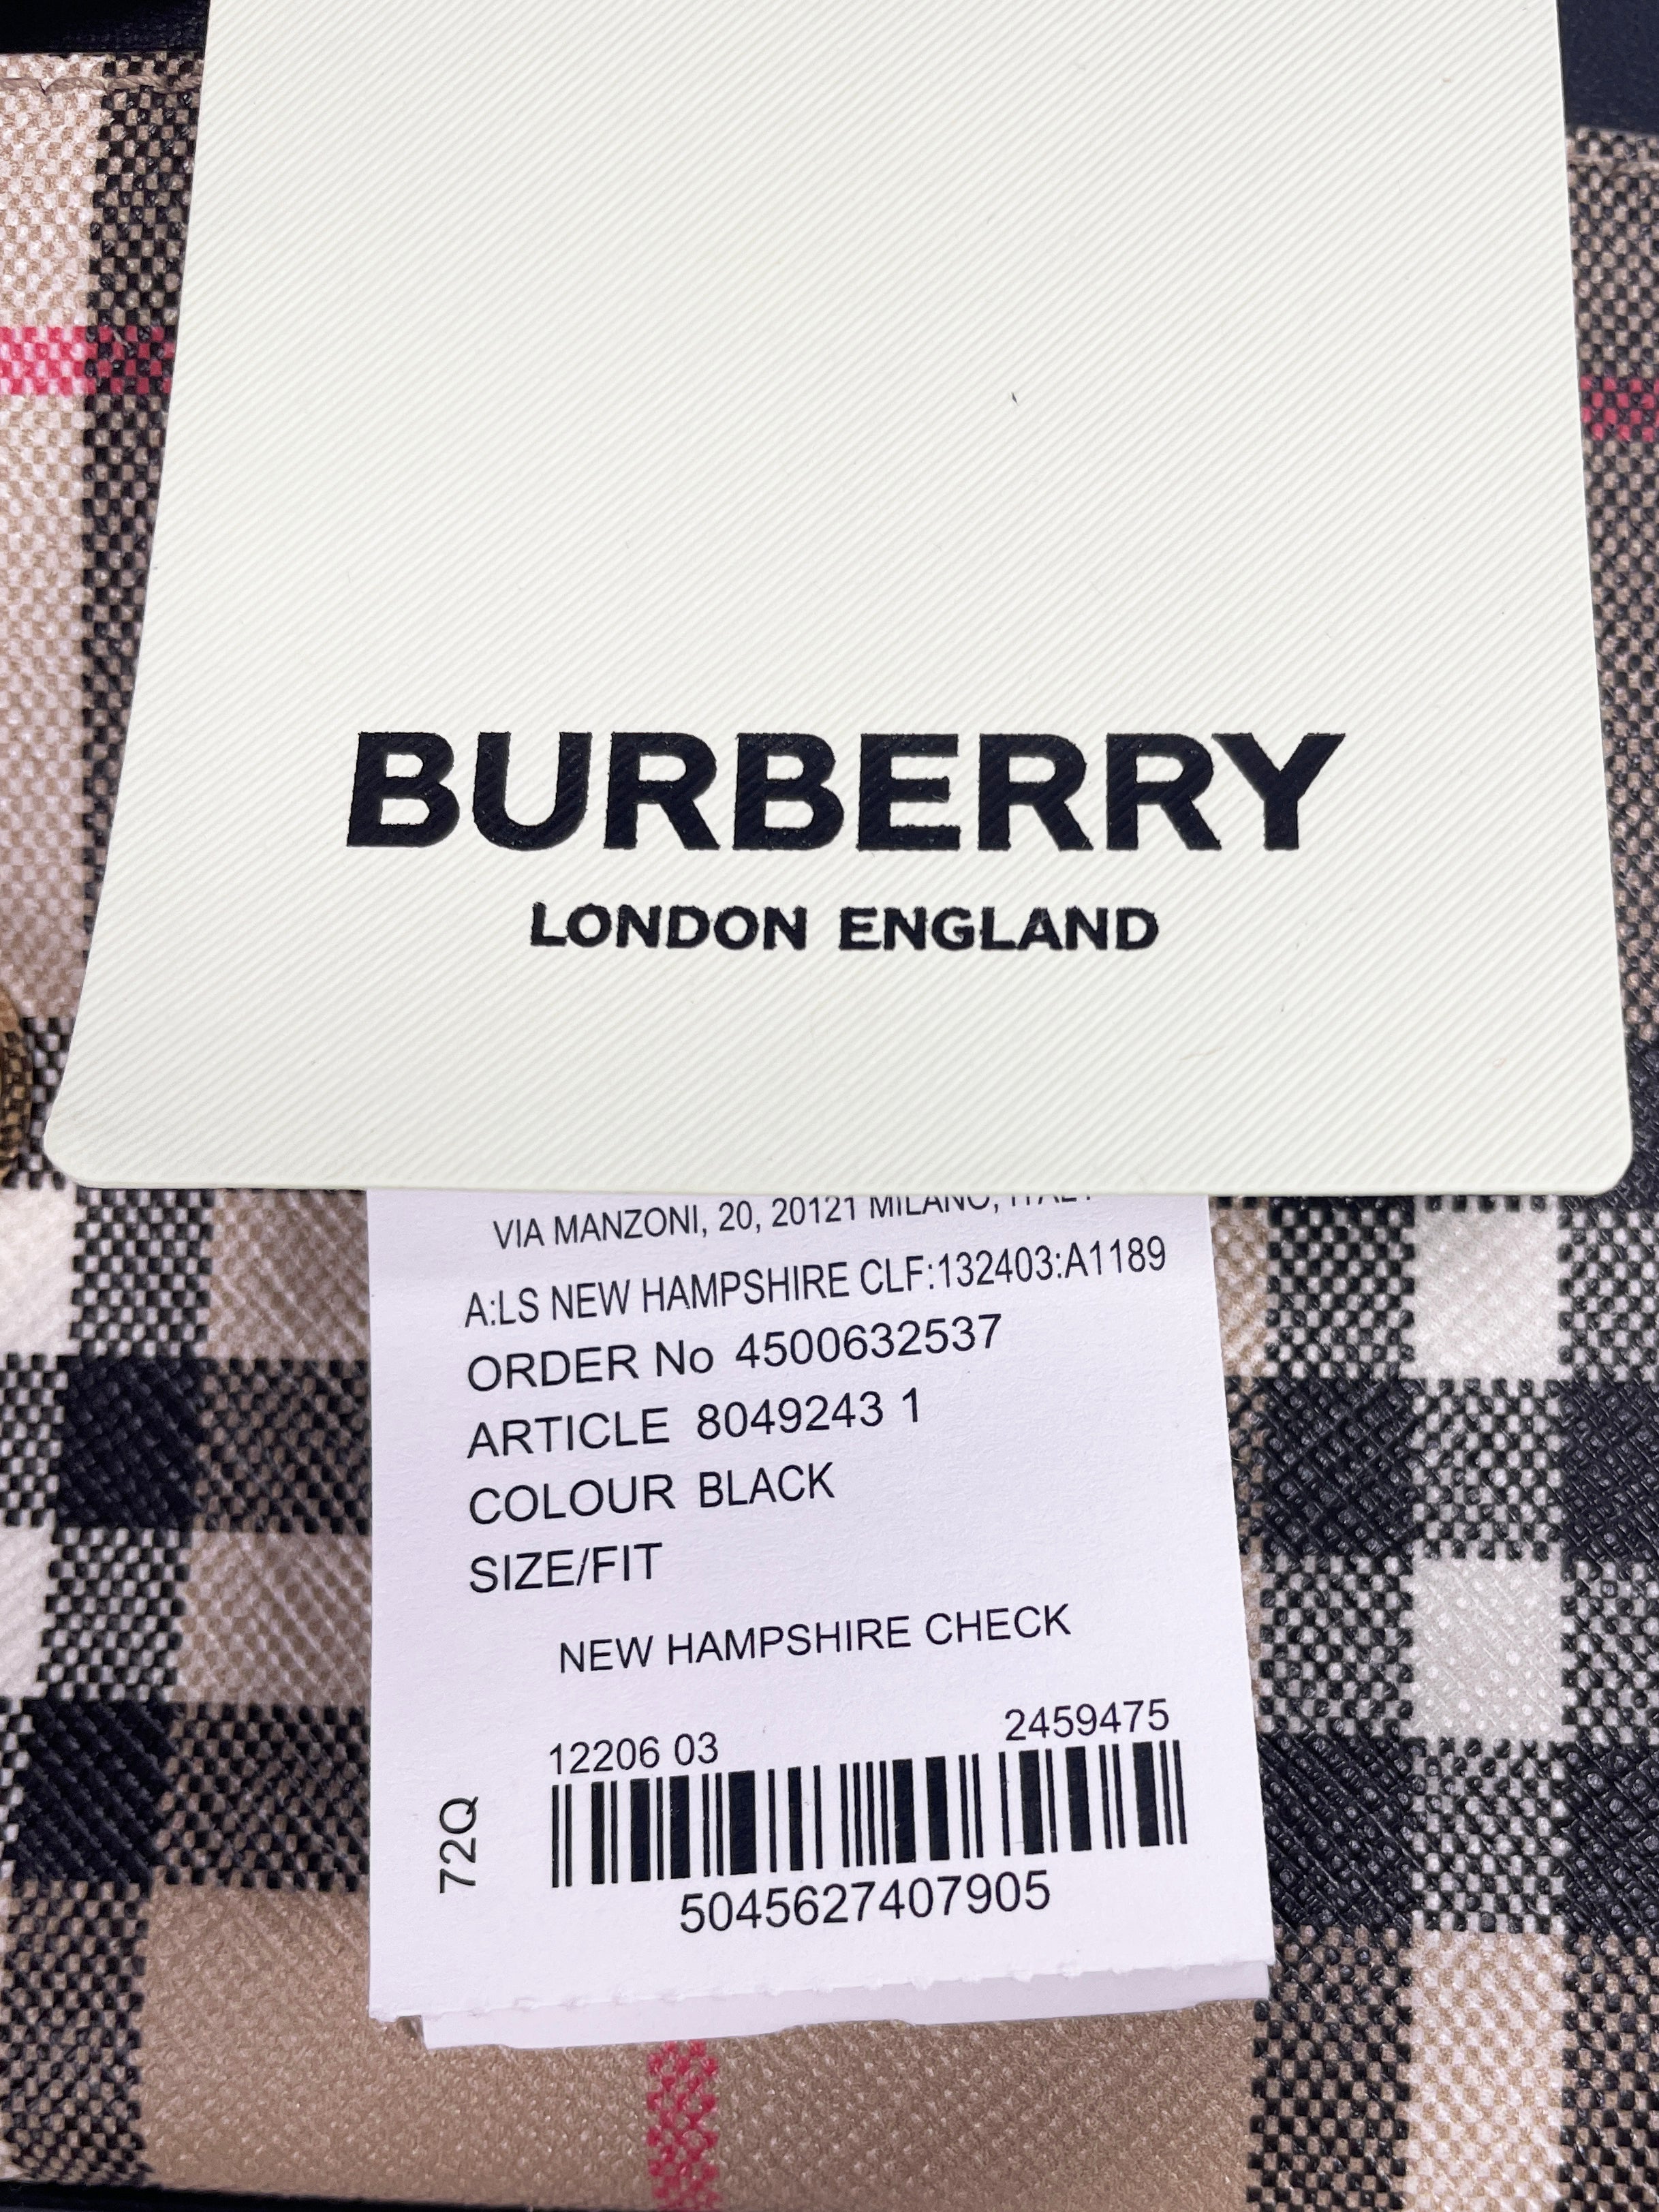 BURBERRY
LONDON ENGLAND
VIA MANZONI, 20, 20121 MILANO, ITALY
A:LS NEW HAMPSHIRE CLF:132403:A1189
ORDER No 4500632537
ARTICLE 8049243 1
COLOUR BLACK
SIZE/FIT
NEW HAMPSHIRE CHECK
12206 03 2459475
72Q
5045627407905